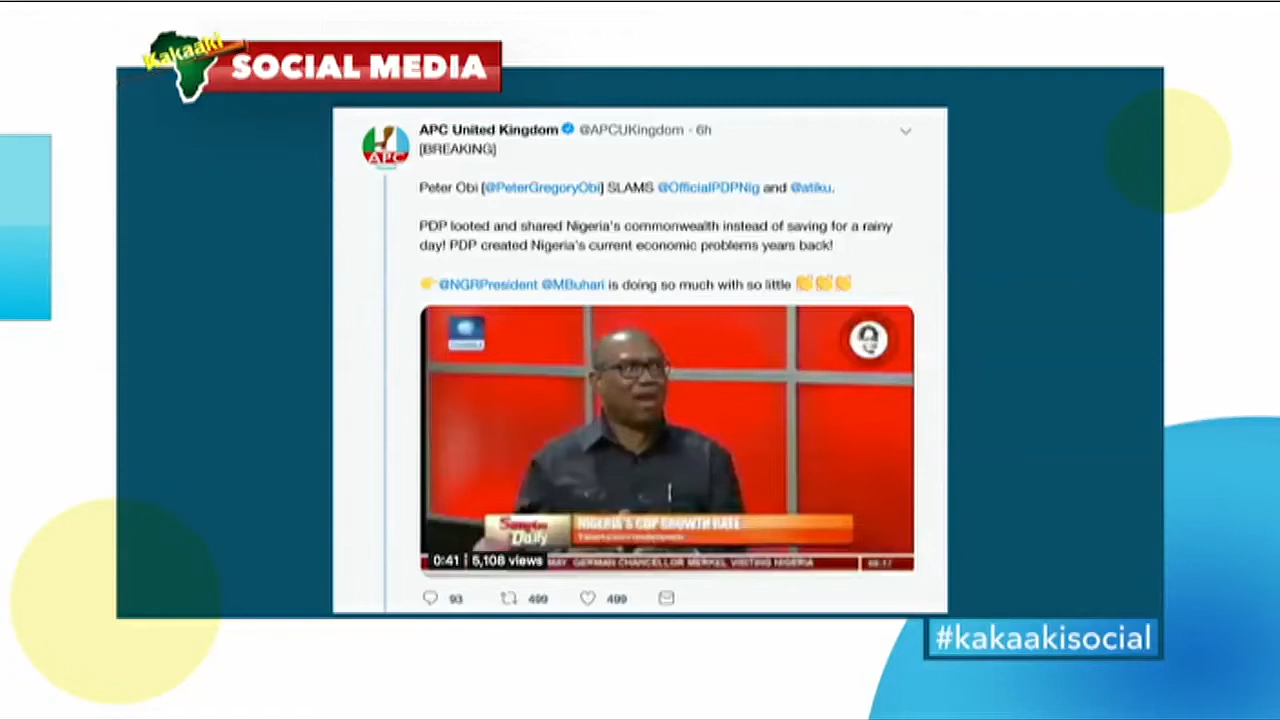 Kakaaki
SOCIAL MEDIA
APC United Kingdom @APCUKingdom · 6h
[BREAKING]
APC
Peter Obi [@PeterGregoryObi] SLAMS @OfficialPDPNig and @atiku.
PDP looted and shared Nigeria's commonwealth instead of saving for a rainy
day! PDP created Nigeria's current economic problems years back!
👉@NGRPresident @MBuhari is doing so much with so little 👏👏👏
Sunrise
Daily
NIGERIA'S GDP GROWTH RATE
0:41 | 5,108 views
MAY, GERMAN CHANCELLOR MERKEL VISITING NIGERIA
93 499 499
#kakaakisocial